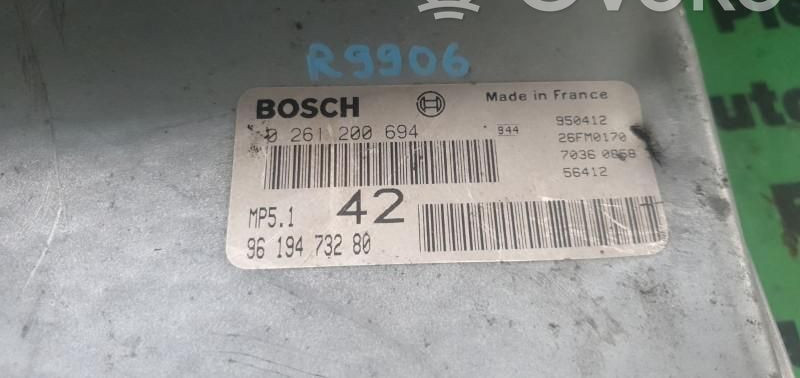 R9906
BOSCH
Made in France
0 261 200 694
944
950412
26FM0170
7036 0868
56412
MP5.1
42
96 194 732 80